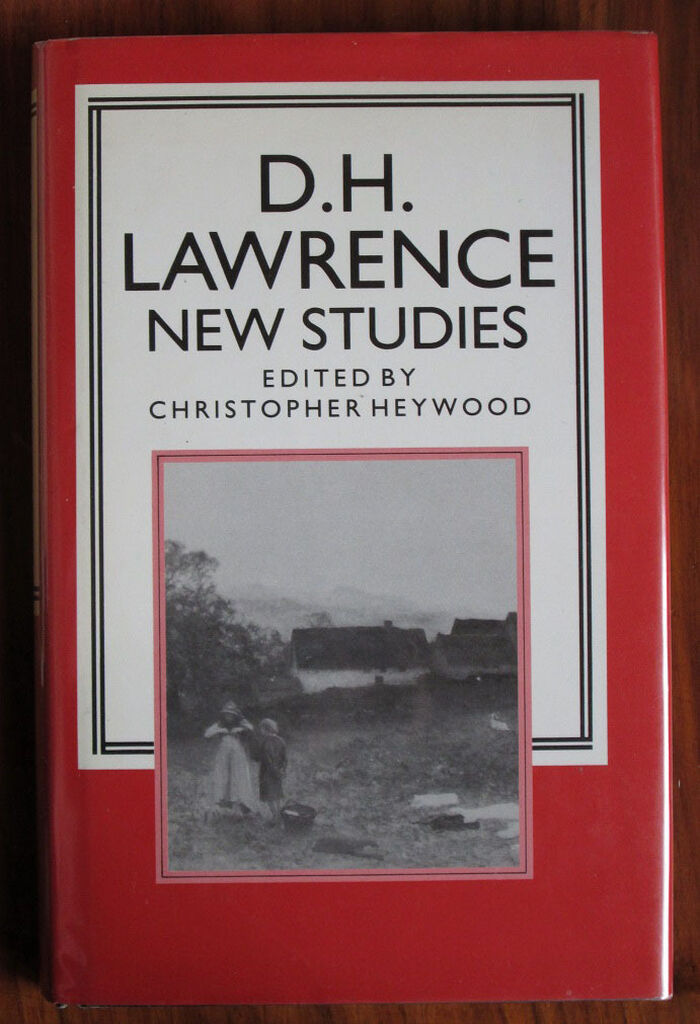 D.H.
LAWRENCE
NEW STUDIES
EDITED BY
CHRISTOPHER HEYWOOD